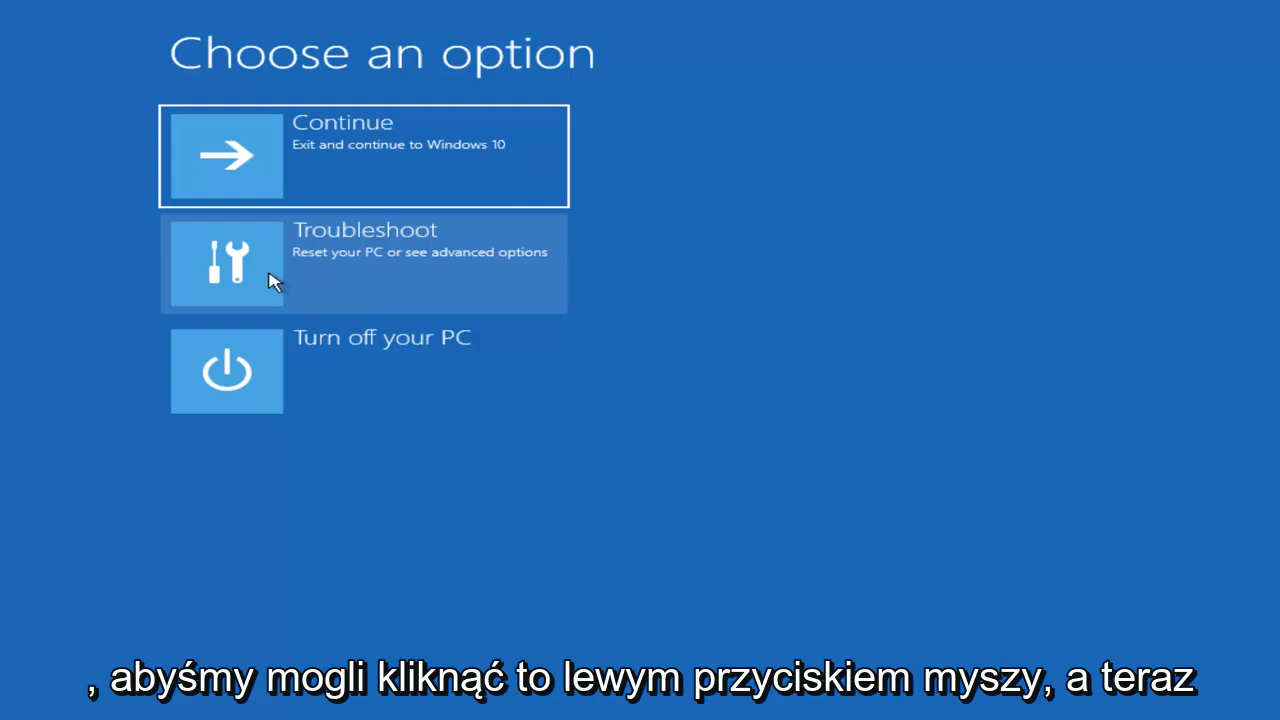 Choose an option
Continue
Exit and continue to Windows 10
Troubleshoot
Reset your PC or see advanced options
Turn off your PC
, abyśmy mogli kliknąć to lewym przyciskiem myszy, a teraz